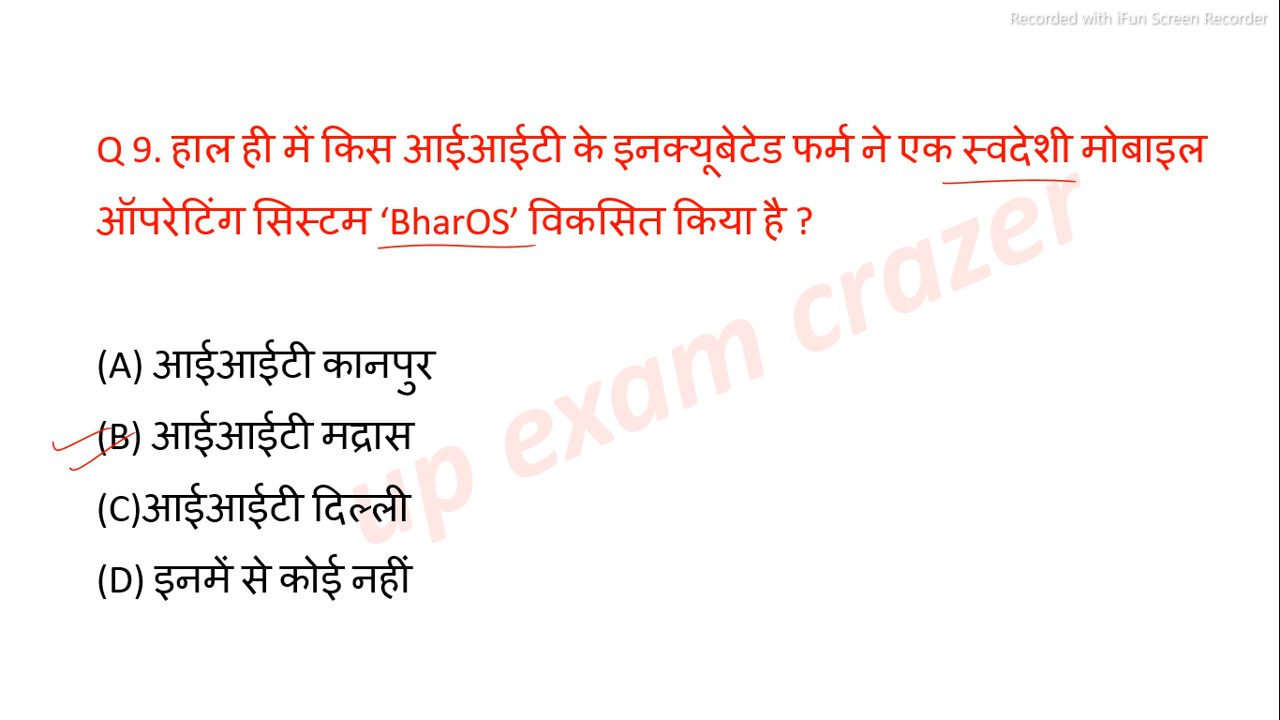 Recorded with iFun Screen Recorder
Q 9. हाल ही में किस आईआईटी के इनक्यूबेटेड फर्म ने एक स्वदेशी मोबाइल
ऑपरेटिंग सिस्टम ‘BharOS’ विकसित किया है ?
(A) आईआईटी कानपुर
(B) आईआईटी मद्रास
(C)आईआईटी दिल्ली
(D) इनमें से कोई नहीं
up exam crazer